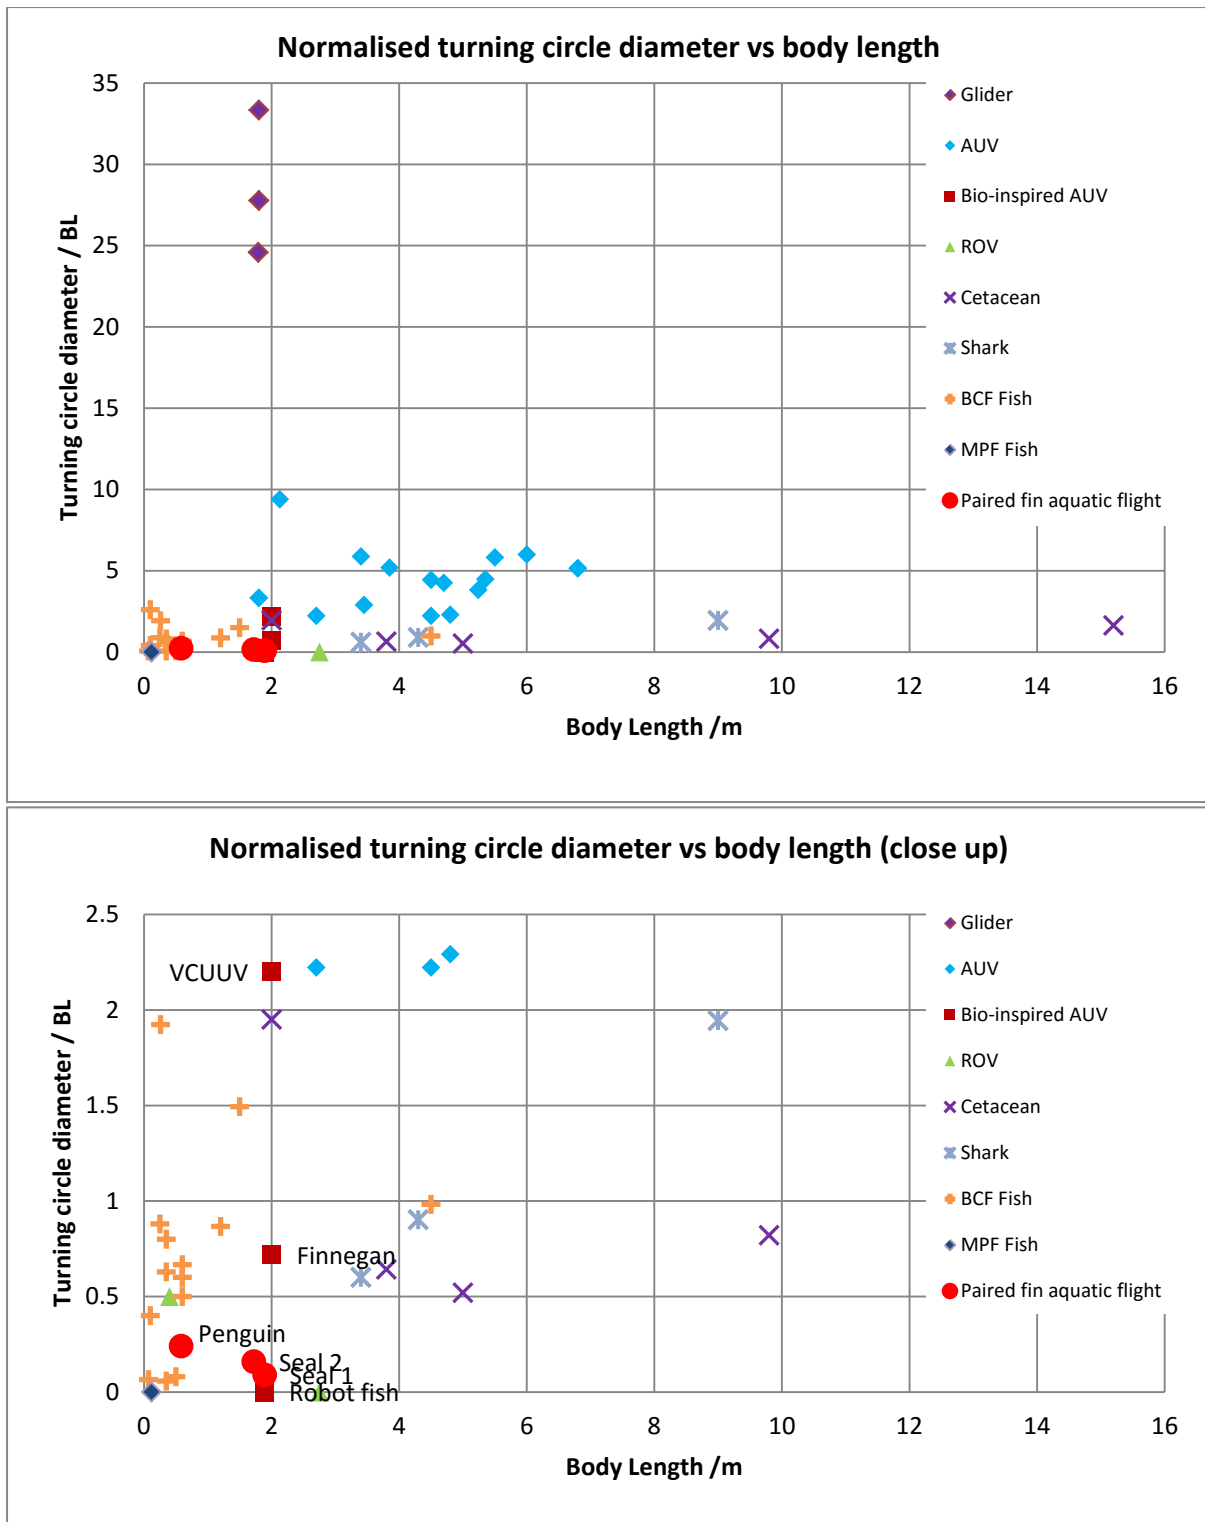 Normalised turning circle diameter vs body length
Turning circle diameter / BL
35
30
25
20
15
10
5
0
0 2 4 6 8 10 12 14 16
Body Length /m
Glider
AUV
Bio-inspired AUV
ROV
Cetacean
Shark
BCF Fish
MPF Fish
Paired fin aquatic flight
Normalised turning circle diameter vs body length (close up)
Turning circle diameter / BL
2.5
2
1.5
1
0.5
0
VCUUV
Finnegan
Penguin
Seal 2
Seal 1
Robot fish
0 2 4 6 8 10 12 14 16
Body Length /m
Glider
AUV
Bio-inspired AUV
ROV
Cetacean
Shark
BCF Fish
MPF Fish
Paired fin aquatic flight